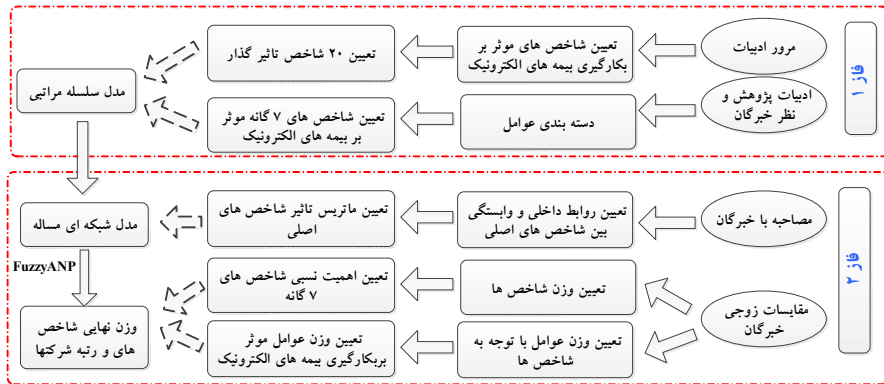 فاز ۱
مرور ادبیات
تعیین شاخص های موثر بر
بکارگیری بیمه های الکترونیک
تعیین ۲۰ شاخص تاثیر گذار
ادبیات پژوهش و
نظر خبرگان
دسته بندی عوامل
تعیین شاخص های ۷ گانه موثر
بر بیمه های الکترونیک
مدل سلسله مراتبی
فاز ۲
مصاحبه با خبرگان
تعیین روابط داخلی و وابستگی
بین شاخص های اصلی
تعیین ماتریس تاثیر شاخص های
اصلی
مدل شبکه ای مساله
FuzzyANP
مقایسات زوجی
خبرگان
تعیین وزن شاخص ها
تعیین اهمیت نسبی شاخص های
۷ گانه
تعیین وزن عوامل با توجه به
شاخص ها
تعیین وزن عوامل موثر
بربکارگیری بیمه های الکترونیک
وزن نهایی شاخص
های و رتبه شرکتها